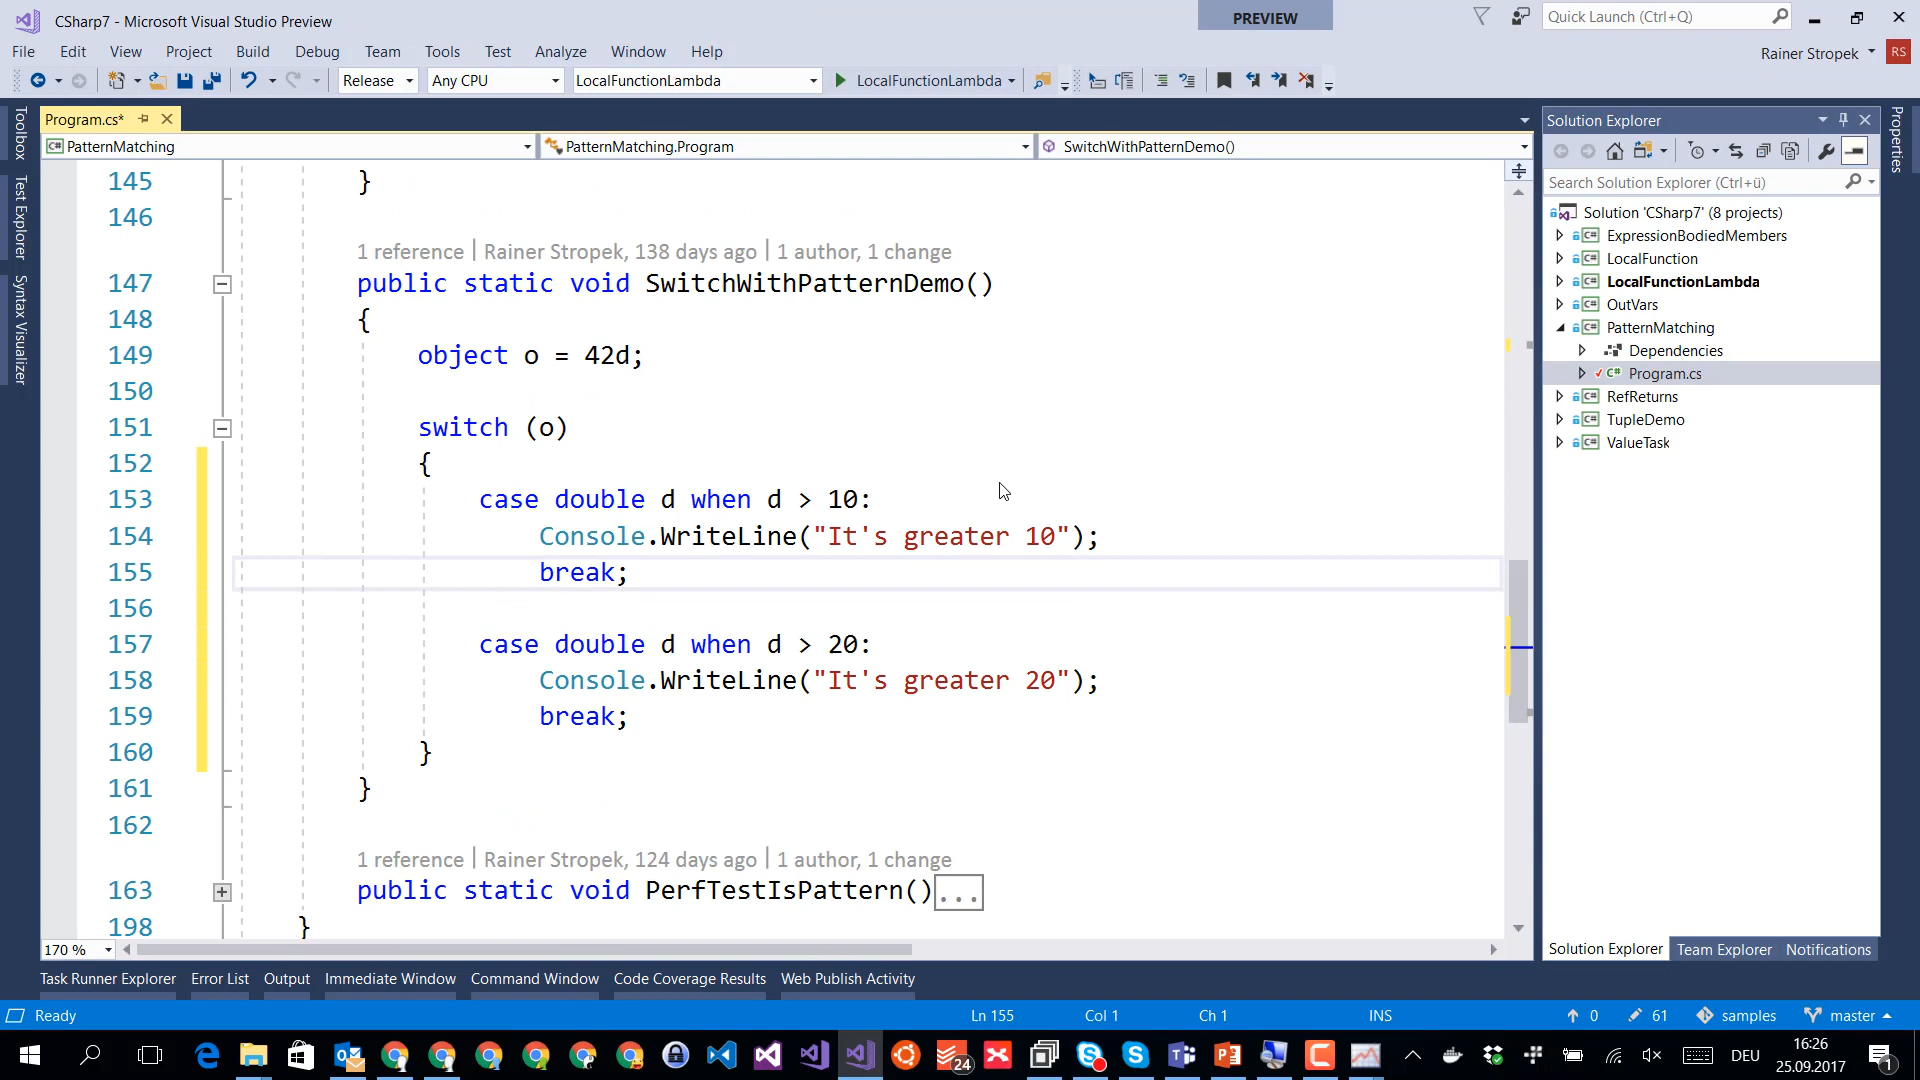 CSharp7 - Microsoft Visual Studio Preview
PREVIEW
Quick Launch (Ctrl+Q)
File Edit View Project Build Debug Team Tools Test Analyze Window Help
Rainer Stropek
RS
Release
Any CPU
LocalFunctionLambda
LocalFunctionLambda
Toolbox
Test Explorer
Syntax Visualizer
Program.cs*
PatternMatching
PatternMatching.Program
SwitchWithPatternDemo()
145 }
146
1 reference | Rainer Stropek, 138 days ago | 1 author, 1 change
147 public static void SwitchWithPatternDemo()
148 {
149 object o = 42d;
150
151 switch (o)
152 {
153 case double d when d > 10:
154 Console.WriteLine("It's greater 10");
155 break;
156
157 case double d when d > 20:
158 Console.WriteLine("It's greater 20");
159 break;
160 }
161 }
162
1 reference | Rainer Stropek, 124 days ago | 1 author, 1 change
163 public static void PerfTestIsPattern()...
198 }
170 %
Solution Explorer
Search Solution Explorer (Ctrl+ü)
Solution 'CSharp7' (8 projects)
ExpressionBodiedMembers
LocalFunction
LocalFunctionLambda
OutVars
PatternMatching
Dependencies
Program.cs
RefReturns
TupleDemo
ValueTask
Properties
Solution Explorer Team Explorer Notifications
Task Runner Explorer Error List Output Immediate Window Command Window Code Coverage Results Web Publish Activity
Ready
Ln 155 Col 1 Ch 1 INS
0 61 samples master
24
DEU
16:26
25.09.2017
1